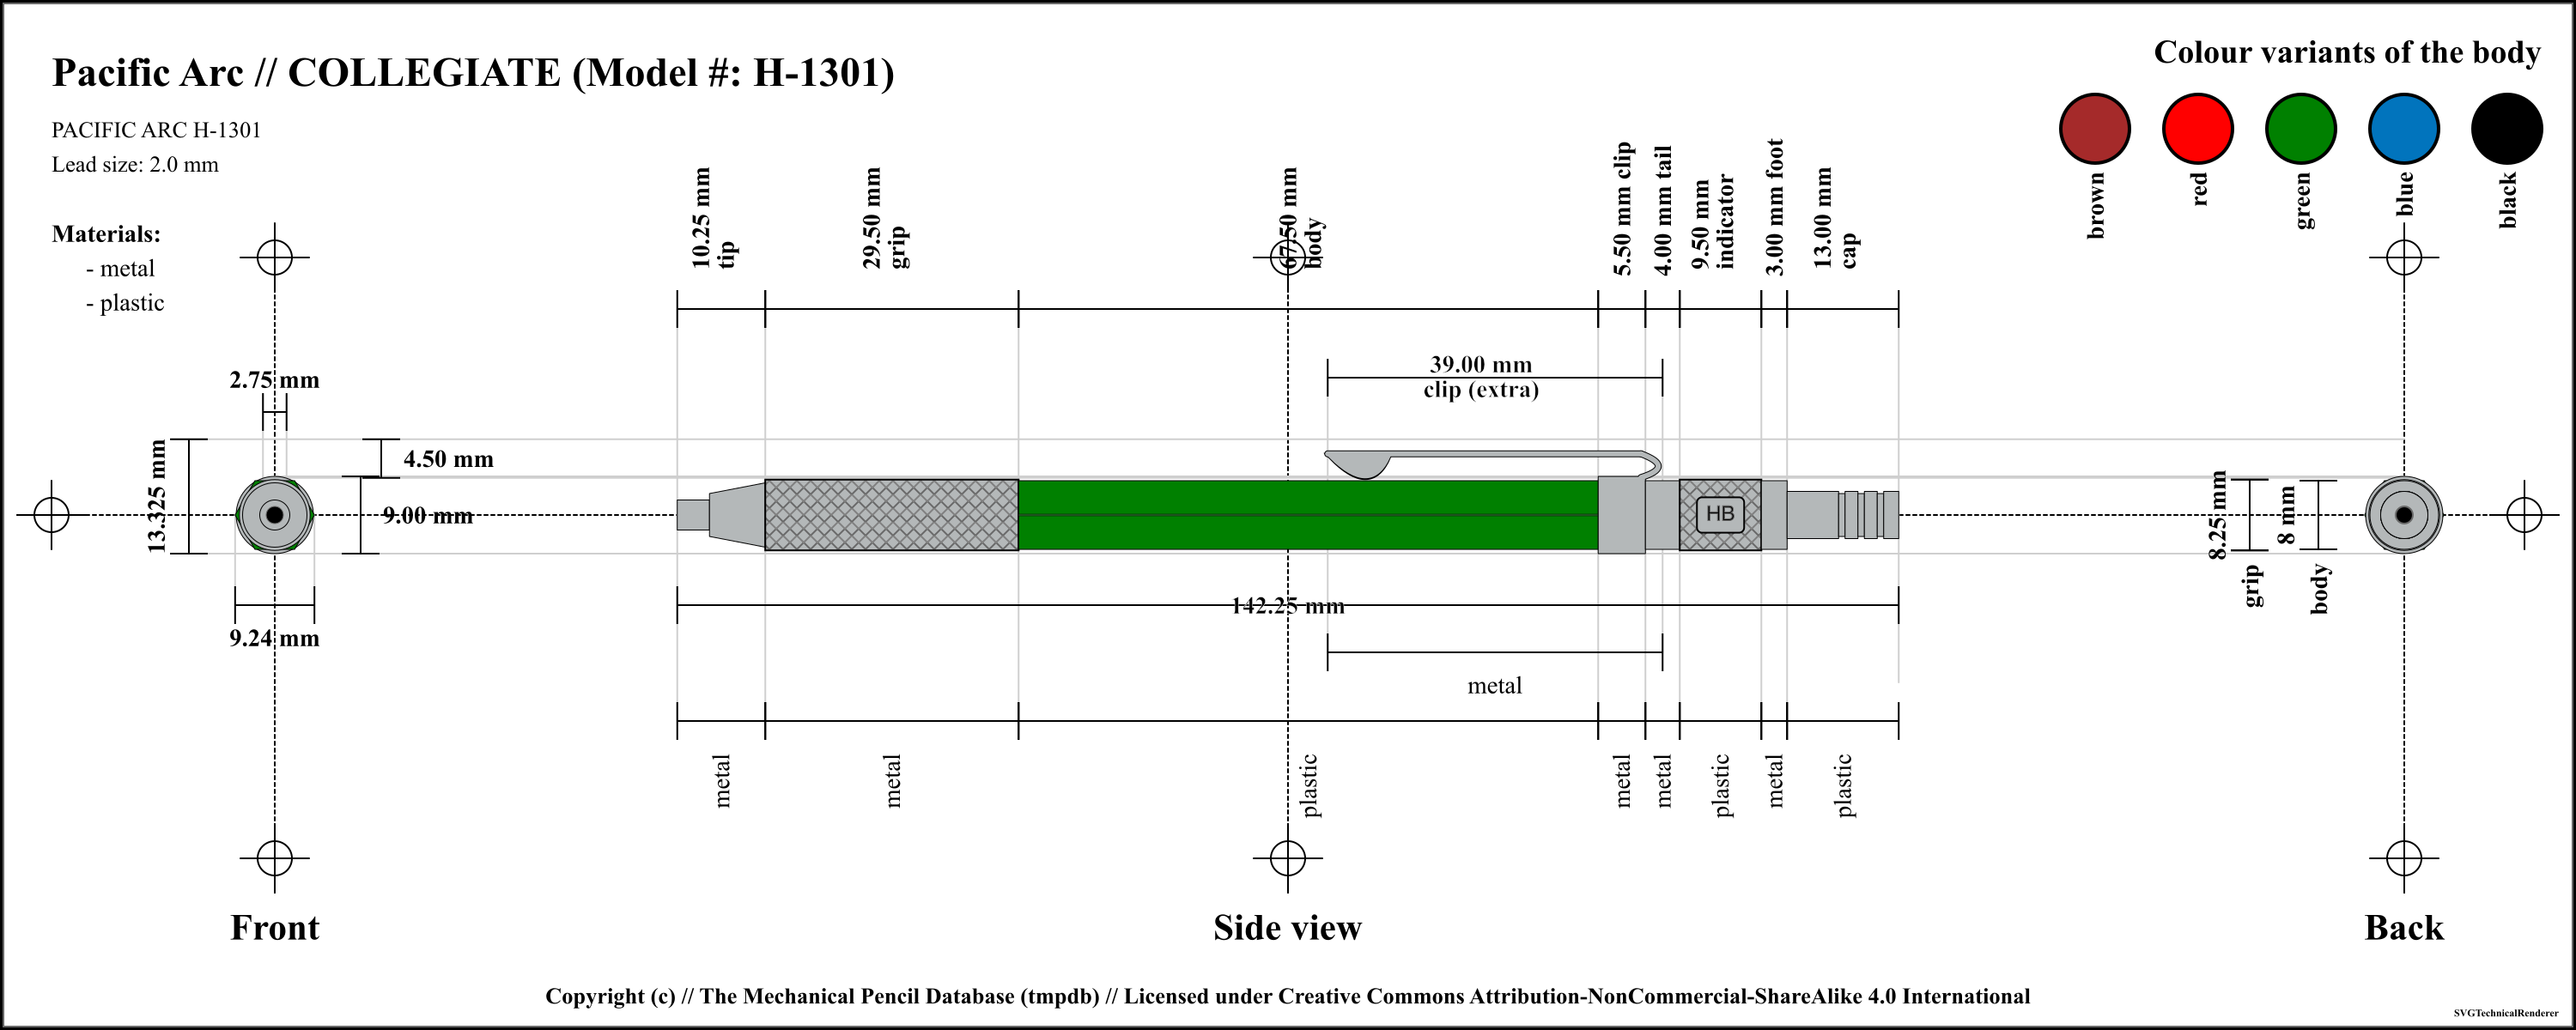 Pacific Arc // COLLEGIATE (Model #: H-1301)
Colour variants of the body
PACIFIC ARC H-1301
Lead size: 2.0 mm
Materials:
- metal
- plastic
brown
red
green
blue
black
10.25 mm
tip
29.50 mm
grip
67.50 mm
body
5.50 mm clip
4.00 mm tail
9.50 mm
indicator
3.00 mm foot
13.00 mm
cap
39.00 mm
clip (extra)
2.75 mm
13.325 mm
4.50 mm
9.00 mm
9.24 mm
HB
8.25 mm
grip
8 mm
body
142.25 mm
metal
metal
metal
plastic
metal
metal
plastic
metal
plastic
Front
Side view
Back
Copyright (c) // The Mechanical Pencil Database (tmpdb) // Licensed under Creative Commons Attribution-NonCommercial-ShareAlike 4.0 International
SVGTechnicalRenderer